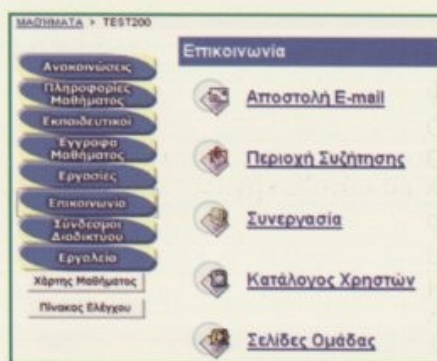 ΜΑΘΗΜΑΤΑ > TEST200
Ανακοινώσεις
Πληροφορίες
Μαθήματος
Εκπαιδευτικοί
Έγγραφα
Μαθήματος
Εργασίες
Επικοινωνία
Σύνδεσμοι
Διαδικτύου
Εργαλεία
Χάρτης Μαθήματος
Πίνακας Ελέγχου
Επικοινωνία
Αποστολή E-mail
Περιοχή Συζήτησης
Συνεργασία
Κατάλογος Χρηστών
Σελίδες Ομάδας